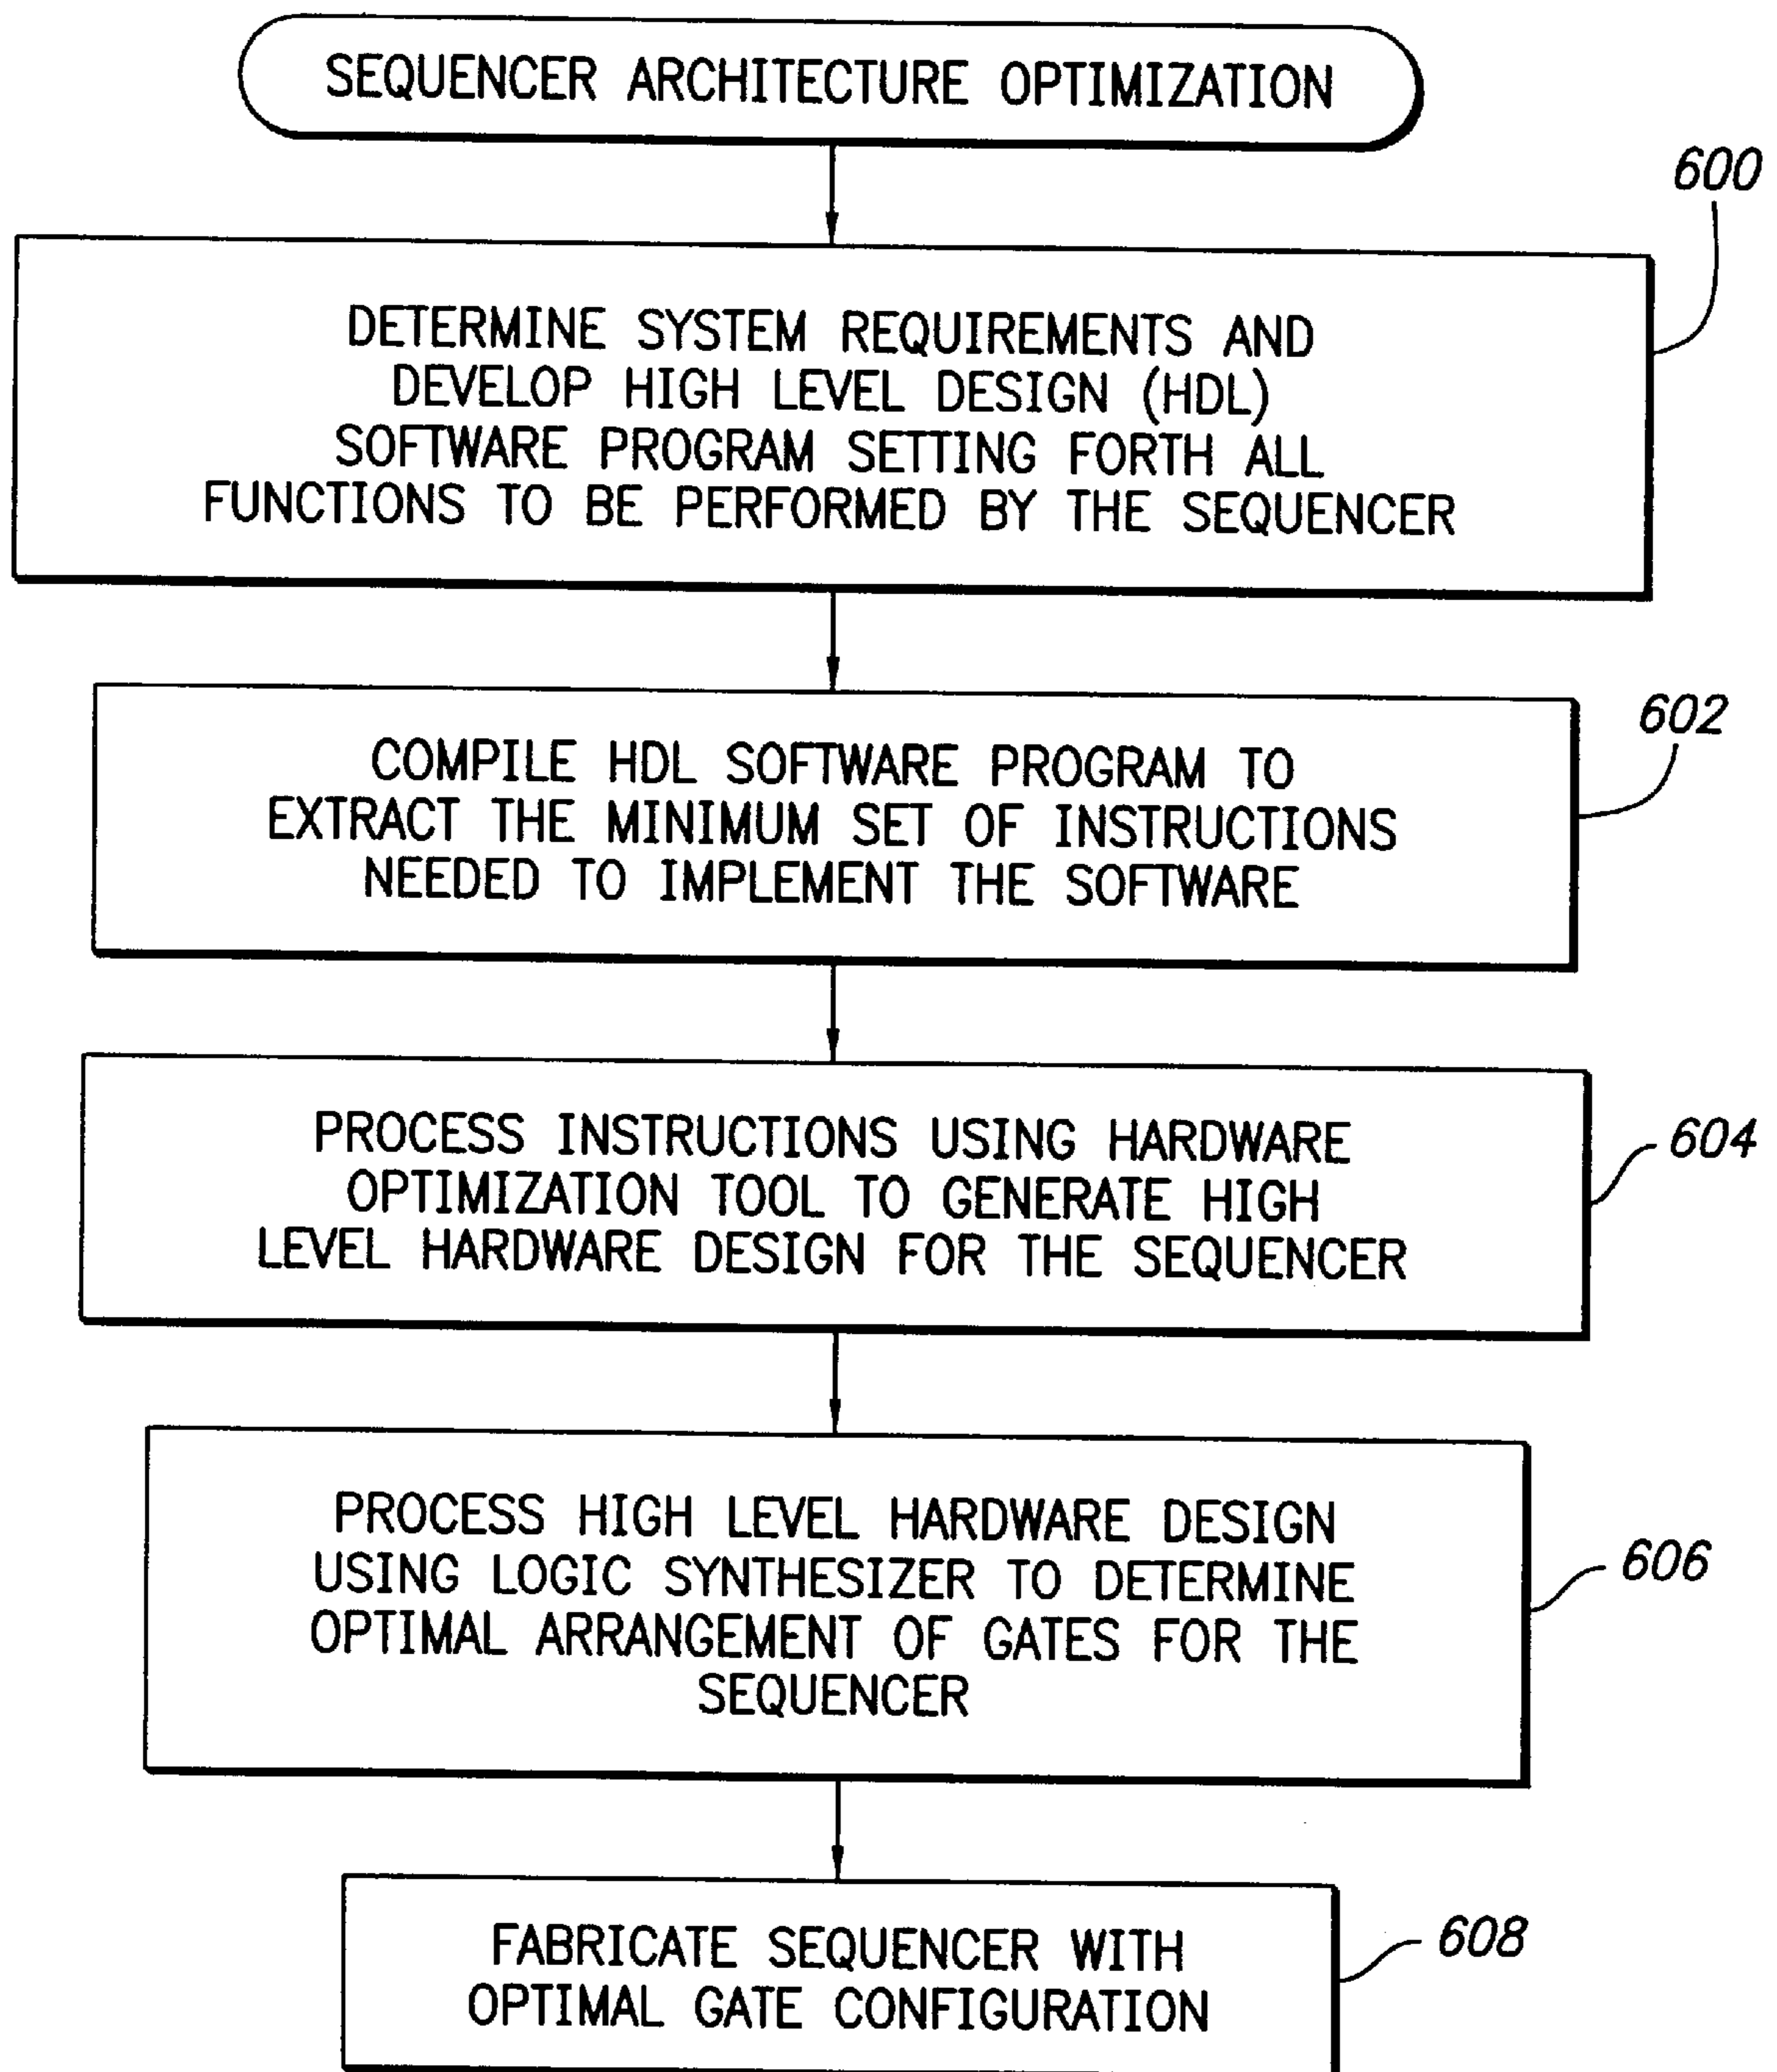 SEQUENCER ARCHITECTURE OPTIMIZATION
600
DETERMINE SYSTEM REQUIREMENTS AND
DEVELOP HIGH LEVEL DESIGN (HDL)
SOFTWARE PROGRAM SETTING FORTH ALL
FUNCTIONS TO BE PERFORMED BY THE SEQUENCER
602
COMPILE HDL SOFTWARE PROGRAM TO
EXTRACT THE MINIMUM SET OF INSTRUCTIONS
NEEDED TO IMPLEMENT THE SOFTWARE
604
PROCESS INSTRUCTIONS USING HARDWARE
OPTIMIZATION TOOL TO GENERATE HIGH
LEVEL HARDWARE DESIGN FOR THE SEQUENCER
606
PROCESS HIGH LEVEL HARDWARE DESIGN
USING LOGIC SYNTHESIZER TO DETERMINE
OPTIMAL ARRANGEMENT OF GATES FOR THE
SEQUENCER
608
FABRICATE SEQUENCER WITH
OPTIMAL GATE CONFIGURATION